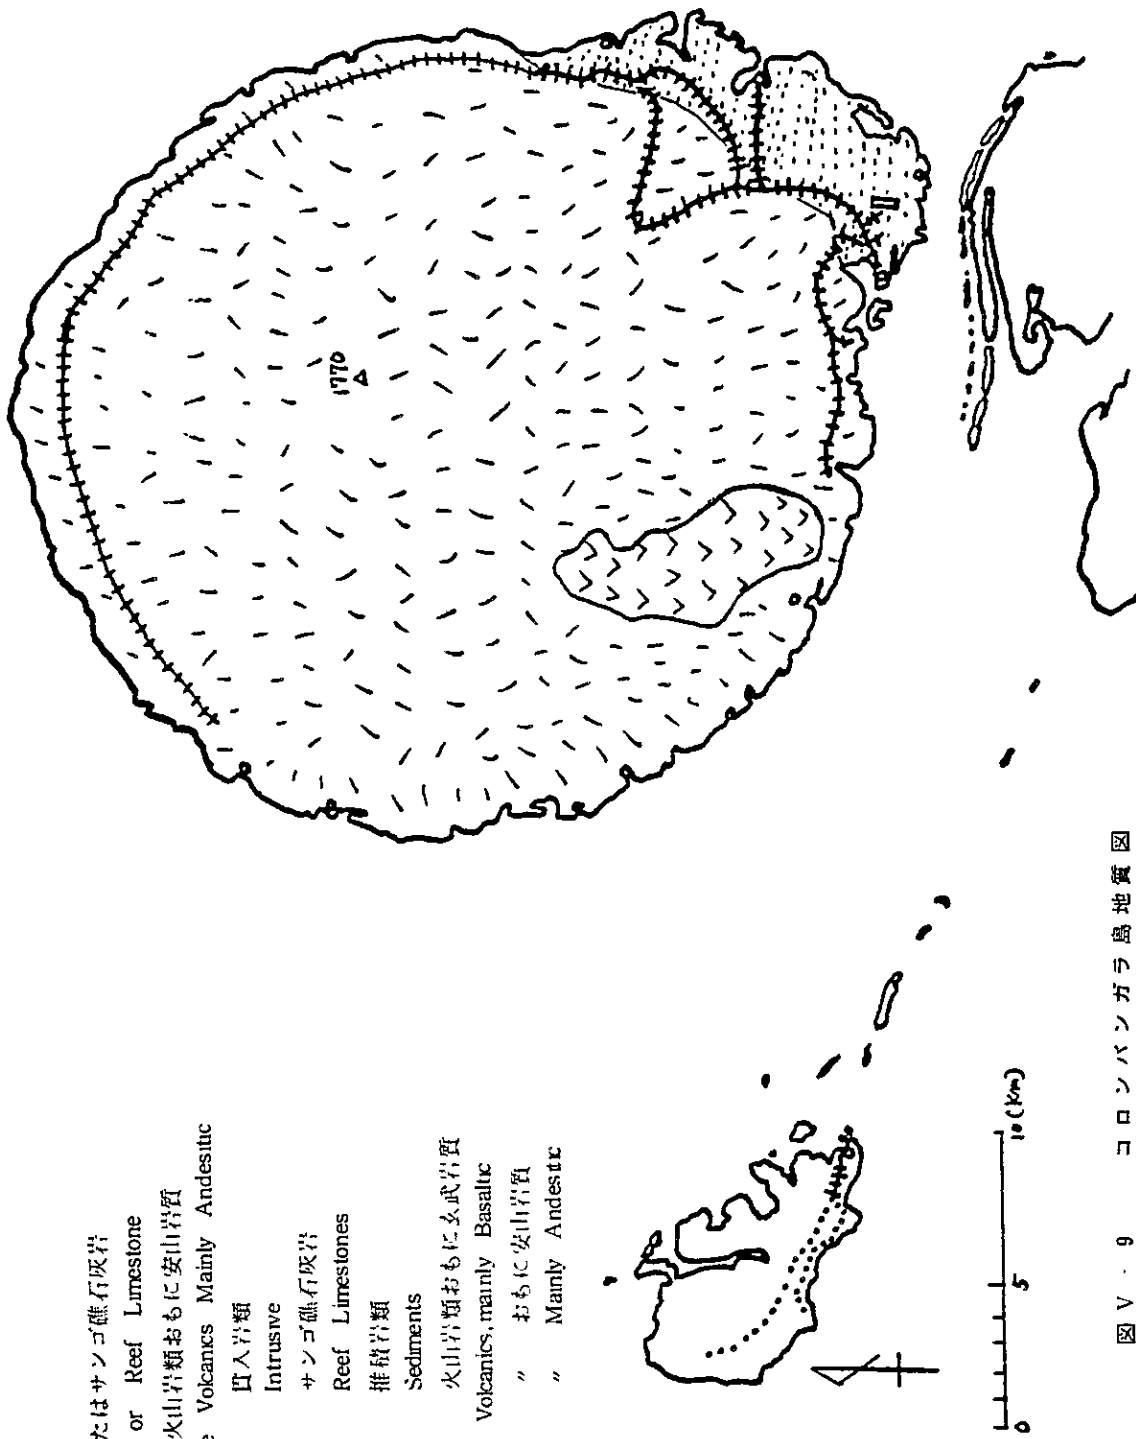 たはサンゴ礁石灰岩
or Reef Limestone
火山岩類おもに安山岩質
e Volcanics Mainly Andesitic
貫入岩類
Intrusive
サンゴ礁石灰岩
Reef Limestones
堆積岩類
Sediments
火山岩類おもに玄武岩質
Volcanics, mainly Basaltic
〃 おもに安山岩質
〃 Mainly Andesitic
1770
0 5 10 (Km)
図 V - 9 コロンバンガラ島地質図